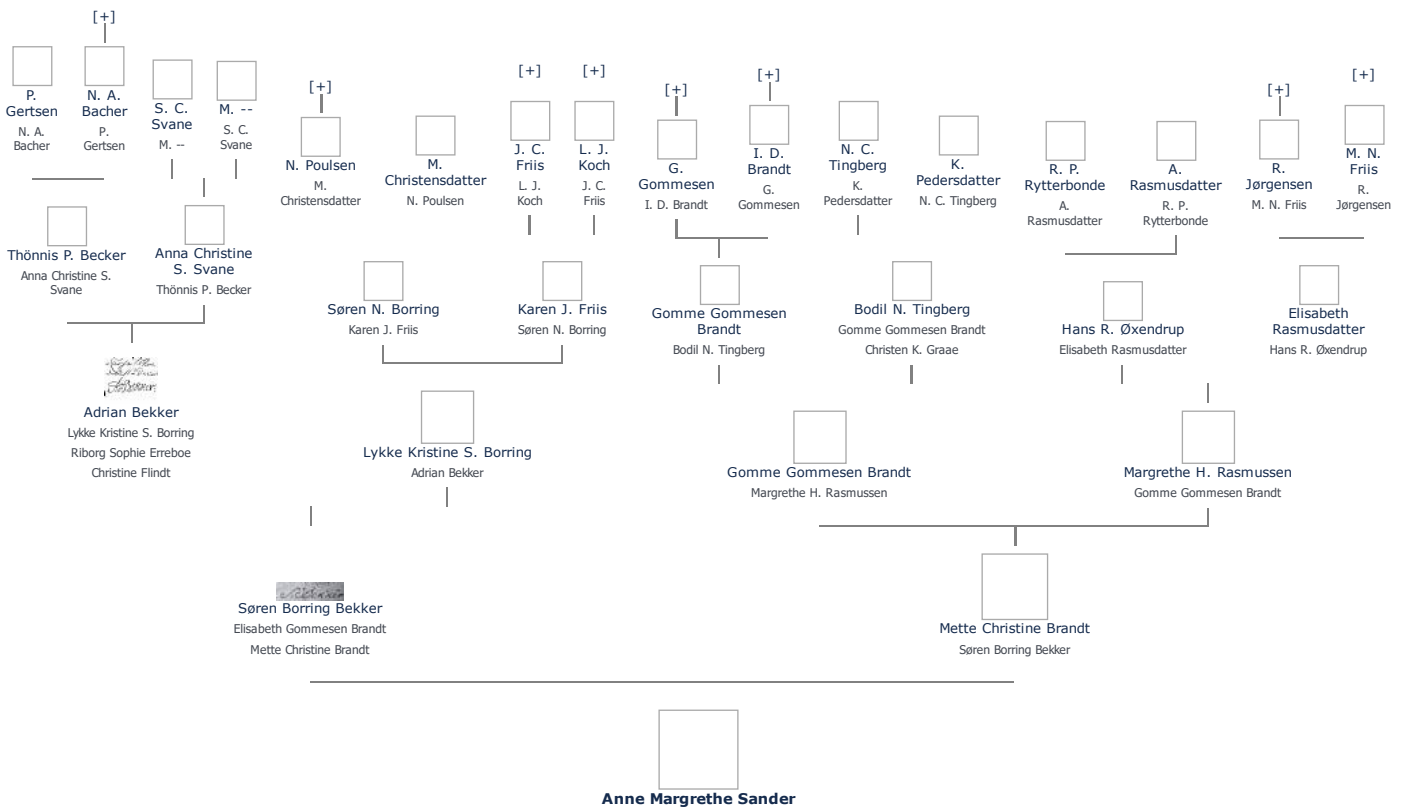 [+]
P.
Gertsen
N. A.
Bacher
N. A.
Bacher
P.
Gertsen
S. C.
Svane
M. --
M. --
S. C.
Svane
[+]
N. Poulsen
M.
Christensdatter
M.
Christensdatter
N. Poulsen
[+]
J. C.
Friis
L. J.
Koch
[+]
L. J.
Koch
J. C.
Friis
[+]
G.
Gommesen
I. D. Brandt
[+]
I. D.
Brandt
G.
Gommesen
N. C.
Tingberg
K.
Pedersdatter
K.
Pedersdatter
N. C. Tingberg
R. P.
Rytterbonde
A.
Rasmusdatter
A.
Rasmusdatter
R. P.
Rytterbonde
[+]
R.
Jørgensen
M. N. Friis
[+]
M. N.
Friis
R.
Jørgensen
Thönnis P. Becker
Anna Christine S.
Svane
Anna Christine
S. Svane
Thönnis P. Becker
Søren N. Borring
Karen J. Friis
Karen J. Friis
Søren N. Borring
Gomme Gommesen
Brandt
Bodil N. Tingberg
Bodil N. Tingberg
Gomme Gommesen Brandt
Christen K. Graae
Hans R. Øxendrup
Elisabeth Rasmusdatter
Elisabeth
Rasmusdatter
Hans R. Øxendrup
Adrian Bekker
Lykke Kristine S. Borring
Riborg Sophie Erreboe
Christine Flindt
Lykke Kristine S. Borring
Adrian Bekker
Gomme Gommesen Brandt
Margrethe H. Rasmussen
Margrethe H. Rasmussen
Gomme Gommesen Brandt
Søren Borring Bekker
Elisabeth Gommesen Brandt
Mette Christine Brandt
Mette Christine Brandt
Søren Borring Bekker
Anne Margrethe Sander